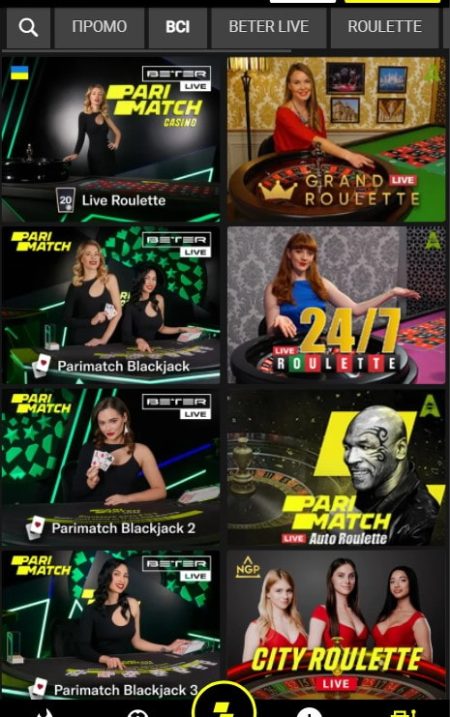 ПРОМО
ВСІ
BETER LIVE
ROULETTE
PARI
MATCH
CASINO
BETER
LIVE
20
Live Roulette
GRAND LIVE
ROULETTE
PARI
MATCH
BETER
LIVE
Parimatch Blackjack
24/7
LIVE ROULETTE
PARI
MATCH
BETER
LIVE
Parimatch Blackjack 2
PARI
MATCH
LIVE Auto Roulette
PARI
MATCH
BETER
LIVE
Parimatch Blackjack 3
NGP
CITY ROULETTE
LIVE